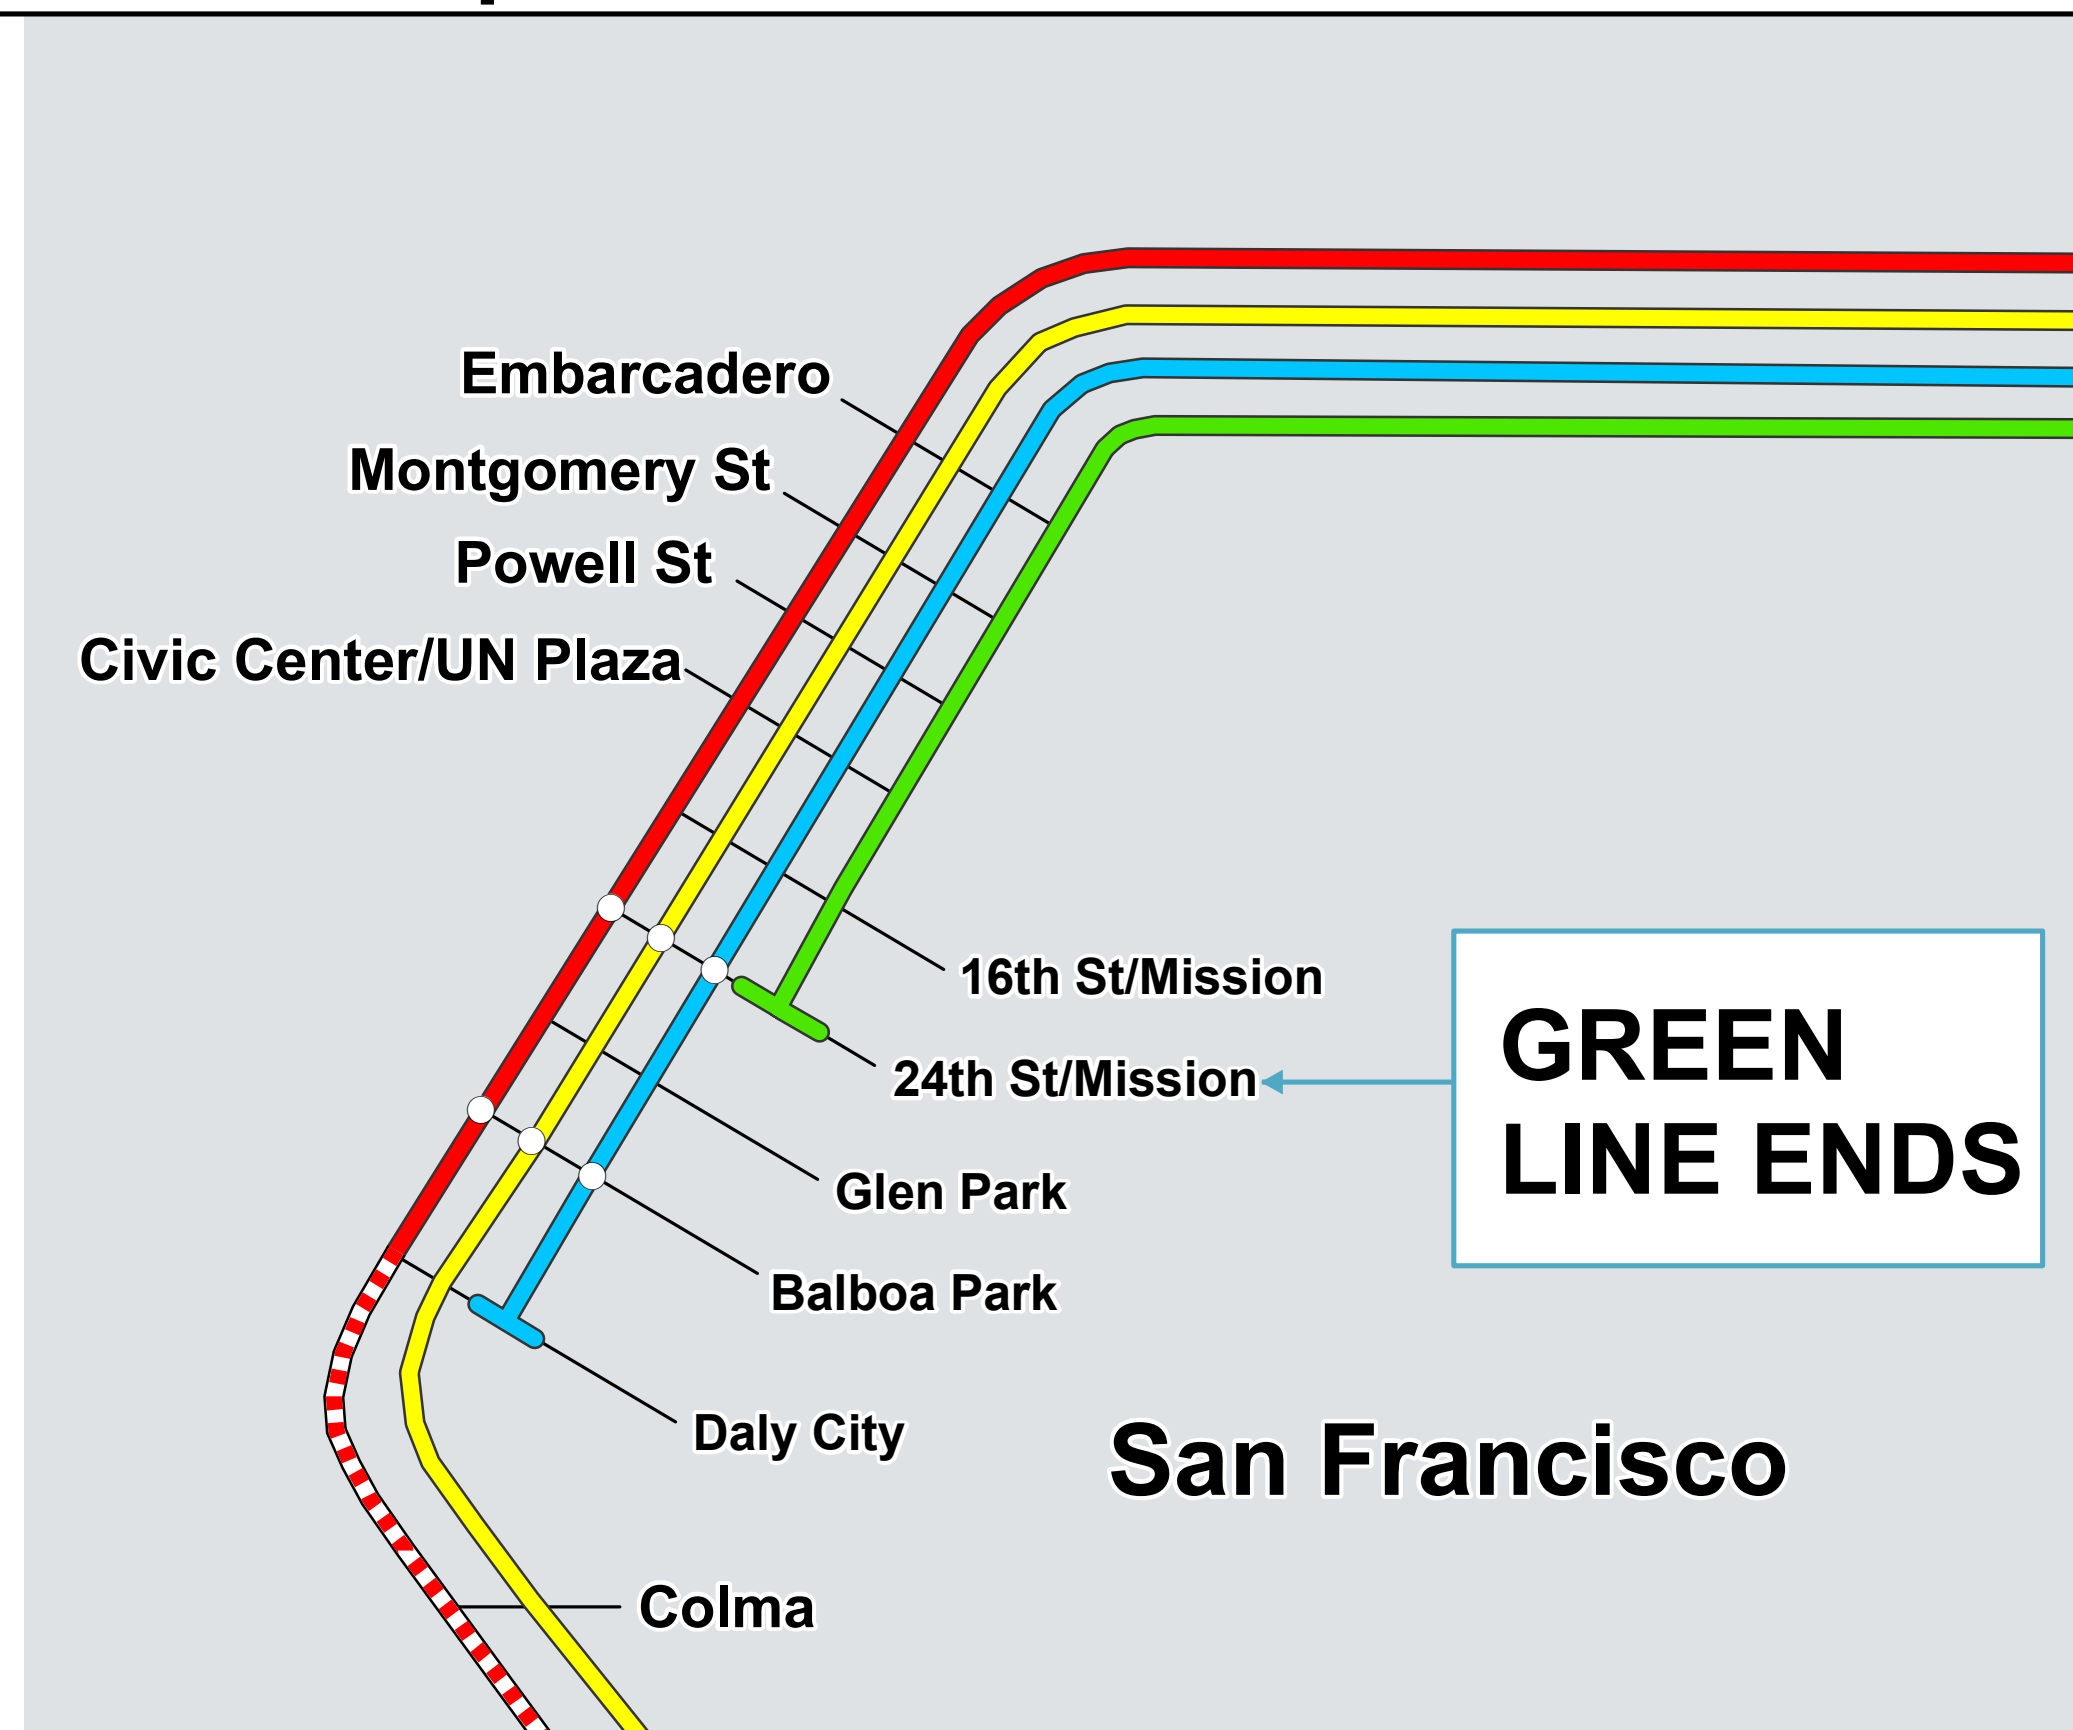 Embarcadero
Montgomery St
Powell St
Civic Center/UN Plaza
16th St/Mission
24th St/Mission
GREEN
LINE ENDS
Glen Park
Balboa Park
Daly City
San Francisco
Colma